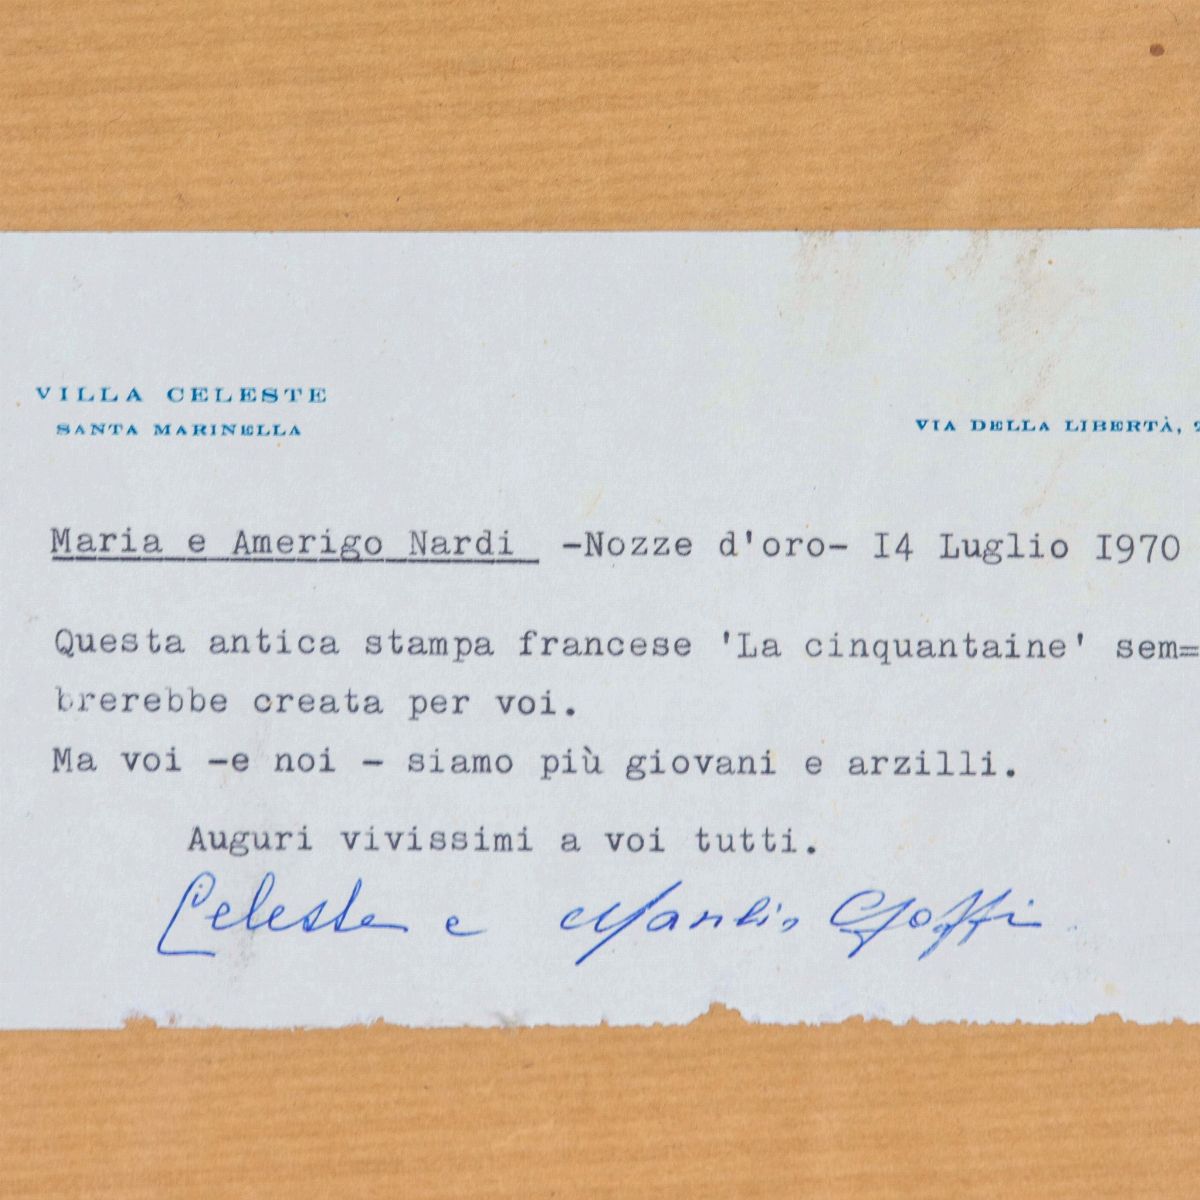 VILLA CELESTE
SANTA MARINELLA
VIA DELLA LIBERTÀ,
Maria e Amerigo Nardi -Nozze d'oro- I4 Luglio I970
Questa antica stampa francese 'La cinquantaine' sem=
brerebbe creata per voi.
Ma voi -e noi - siamo più giovani e arzilli.
Auguri vivissimi a voi tutti.
Celeste e Manlio Goffi